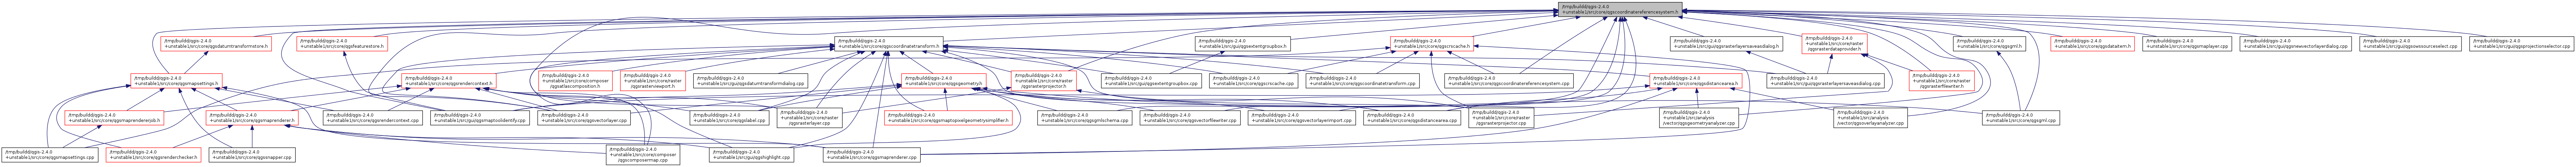 /tmp/buildd/qgis-2.4.0
+unstable1/src/core/qgscoordinatereferencesystem.h
/tmp/buildd/qgis-2.4.0
+unstable1/src/core/qgsdatumtransformstore.h
/tmp/buildd/qgis-2.4.0
+unstable1/src/core/qgsfeaturestore.h
/tmp/buildd/qgis-2.4.0
+unstable1/src/core/qgscoordinatetransform.h
/tmp/buildd/qgis-2.4.0
+unstable1/src/gui/qgsextentgroupbox.h
/tmp/buildd/qgis-2.4.0
+unstable1/src/core/qgscrscache.h
/tmp/buildd/qgis-2.4.0
+unstable1/src/gui/qgsrasterlayersaveasdialog.h
/tmp/buildd/qgis-2.4.0
+unstable1/src/core/raster
/qgsrasterdataprovider.h
/tmp/buildd/qgis-2.4.0
+unstable1/src/core/qgsgml.h
/tmp/buildd/qgis-2.4.0
+unstable1/src/core/qgsdataitem.h
/tmp/buildd/qgis-2.4.0
+unstable1/src/core/qgsmaplayer.cpp
/tmp/buildd/qgis-2.4.0
+unstable1/src/gui/qgsnewvectorlayerdialog.cpp
/tmp/buildd/qgis-2.4.0
+unstable1/src/gui/qgsowssourceselect.cpp
/tmp/buildd/qgis-2.4.0
+unstable1/src/gui/qgsprojectionselector.cpp
/tmp/buildd/qgis-2.4.0
+unstable1/src/core/qgsmapsettings.h
/tmp/buildd/qgis-2.4.0
+unstable1/src/core/qgsrendercontext.h
/tmp/buildd/qgis-2.4.0
+unstable1/src/core/composer
/qgsatlascomposition.h
/tmp/buildd/qgis-2.4.0
+unstable1/src/core/raster
/qgsrasterviewport.h
/tmp/buildd/qgis-2.4.0
+unstable1/src/gui/qgsdatumtransformdialog.cpp
/tmp/buildd/qgis-2.4.0
+unstable1/src/core/qgsgeometry.h
/tmp/buildd/qgis-2.4.0
+unstable1/src/core/raster
/qgsrasterprojector.h
/tmp/buildd/qgis-2.4.0
+unstable1/src/gui/qgsextentgroupbox.cpp
/tmp/buildd/qgis-2.4.0
+unstable1/src/core/qgscrscache.cpp
/tmp/buildd/qgis-2.4.0
+unstable1/src/core/qgscoordinatetransform.cpp
/tmp/buildd/qgis-2.4.0
+unstable1/src/core/qgscoordinatereferencesystem.cpp
/tmp/buildd/qgis-2.4.0
+unstable1/src/core/qgsdistancearea.h
/tmp/buildd/qgis-2.4.0
+unstable1/src/gui/qgsrasterlayersaveasdialog.cpp
/tmp/buildd/qgis-2.4.0
+unstable1/src/core/raster
/qgsrasterfilewriter.h
/tmp/buildd/qgis-2.4.0
+unstable1/src/core/qgsmaprendererjob.h
/tmp/buildd/qgis-2.4.0
+unstable1/src/core/qgsmaprenderer.h
/tmp/buildd/qgis-2.4.0
+unstable1/src/core/qgsrendercontext.cpp
/tmp/buildd/qgis-2.4.0
+unstable1/src/gui/qgsmaptoolidentify.cpp
/tmp/buildd/qgis-2.4.0
+unstable1/src/core/qgsvectorlayer.cpp
/tmp/buildd/qgis-2.4.0
+unstable1/src/core/qgslabel.cpp
/tmp/buildd/qgis-2.4.0
+unstable1/src/core/raster
/qgsrasterlayer.cpp
/tmp/buildd/qgis-2.4.0
+unstable1/src/core/qgsmaptopixelgeometrysimplifier.h
/tmp/buildd/qgis-2.4.0
+unstable1/src/core/qgsgmlschema.cpp
/tmp/buildd/qgis-2.4.0
+unstable1/src/core/qgsvectorfilewriter.cpp
/tmp/buildd/qgis-2.4.0
+unstable1/src/core/qgsvectorlayerimport.cpp
/tmp/buildd/qgis-2.4.0
+unstable1/src/core/qgsdistancearea.cpp
/tmp/buildd/qgis-2.4.0
+unstable1/src/core/raster
/qgsrasterprojector.cpp
/tmp/buildd/qgis-2.4.0
+unstable1/src/analysis
/vector/qgsgeometryanalyzer.cpp
/tmp/buildd/qgis-2.4.0
+unstable1/src/analysis
/vector/qgsoverlayanalyzer.cpp
/tmp/buildd/qgis-2.4.0
+unstable1/src/core/qgsgml.cpp
/tmp/buildd/qgis-2.4.0
+unstable1/src/core/qgsmapsettings.cpp
/tmp/buildd/qgis-2.4.0
+unstable1/src/core/qgsrenderchecker.h
/tmp/buildd/qgis-2.4.0
+unstable1/src/core/qgssnapper.cpp
/tmp/buildd/qgis-2.4.0
+unstable1/src/core/composer
/qgscomposermap.cpp
/tmp/buildd/qgis-2.4.0
+unstable1/src/gui/qgshighlight.cpp
/tmp/buildd/qgis-2.4.0
+unstable1/src/core/qgsmaprenderer.cpp